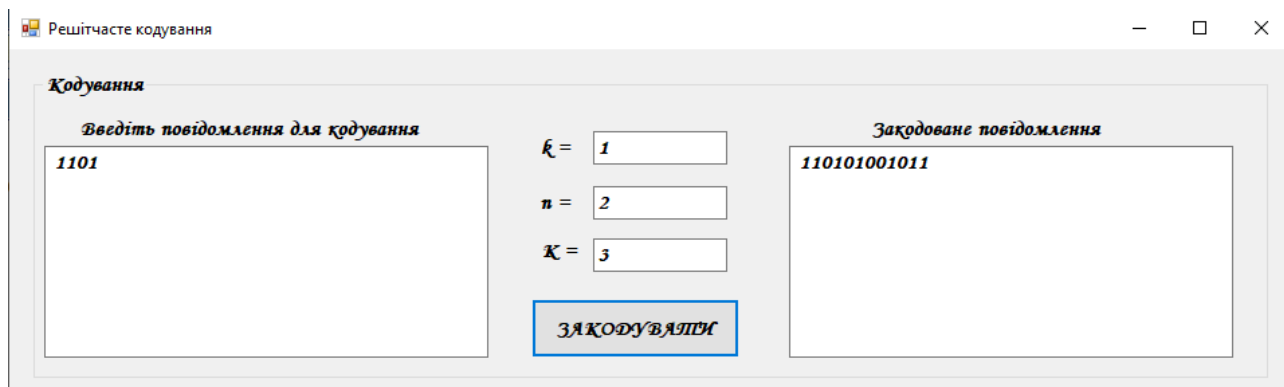 Решітчасте кодування
Кодування
Введіть повідомлення для кодування
1101
k = 1
n = 2
K = 3
ЗАКОДУВАТИ
Закодоване повідомлення
110101001011